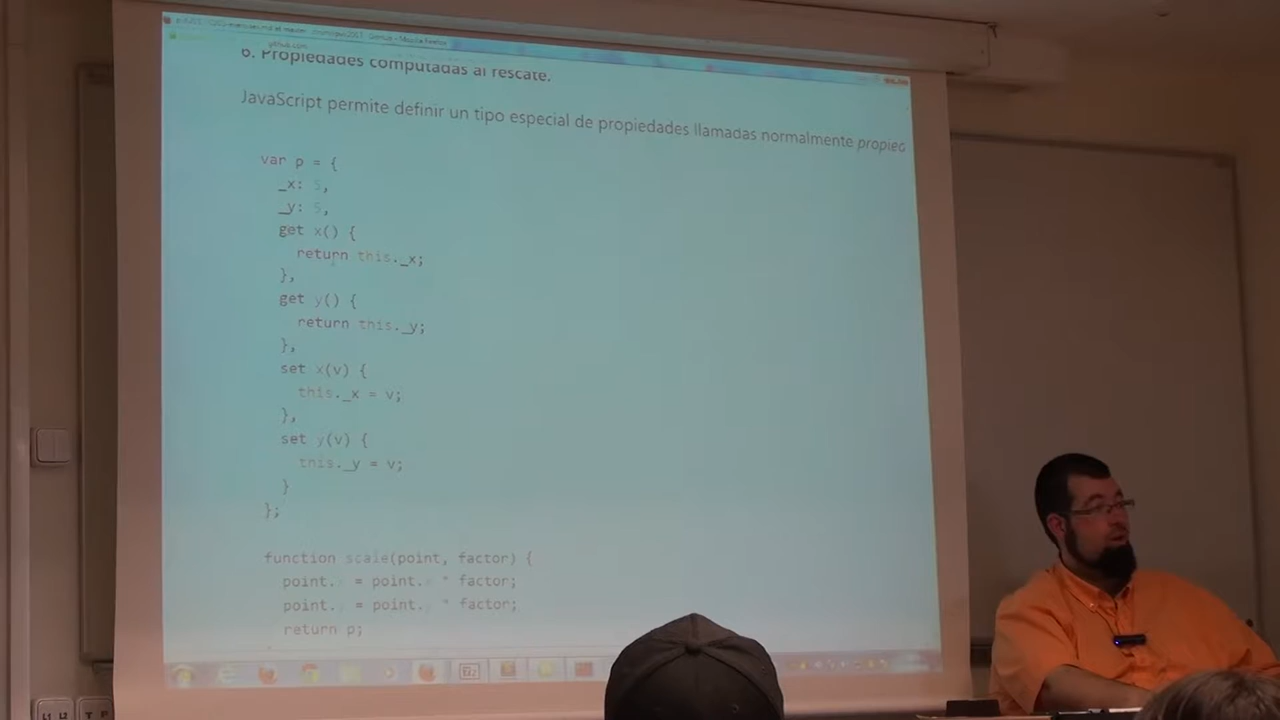 6. Propiedades computadas al rescate.
JavaScript permite definir un tipo especial de propiedades llamadas normalmente propied
var p = {
_x: 5,
_y: 5,
get x() {
return this._x;
},
get y() {
return this._y;
},
set x(v) {
this._x = v;
},
set y(v) {
this._y = v;
}
};
function scale(point, factor) {
point. = point. * factor;
point. = point. * factor;
return p;